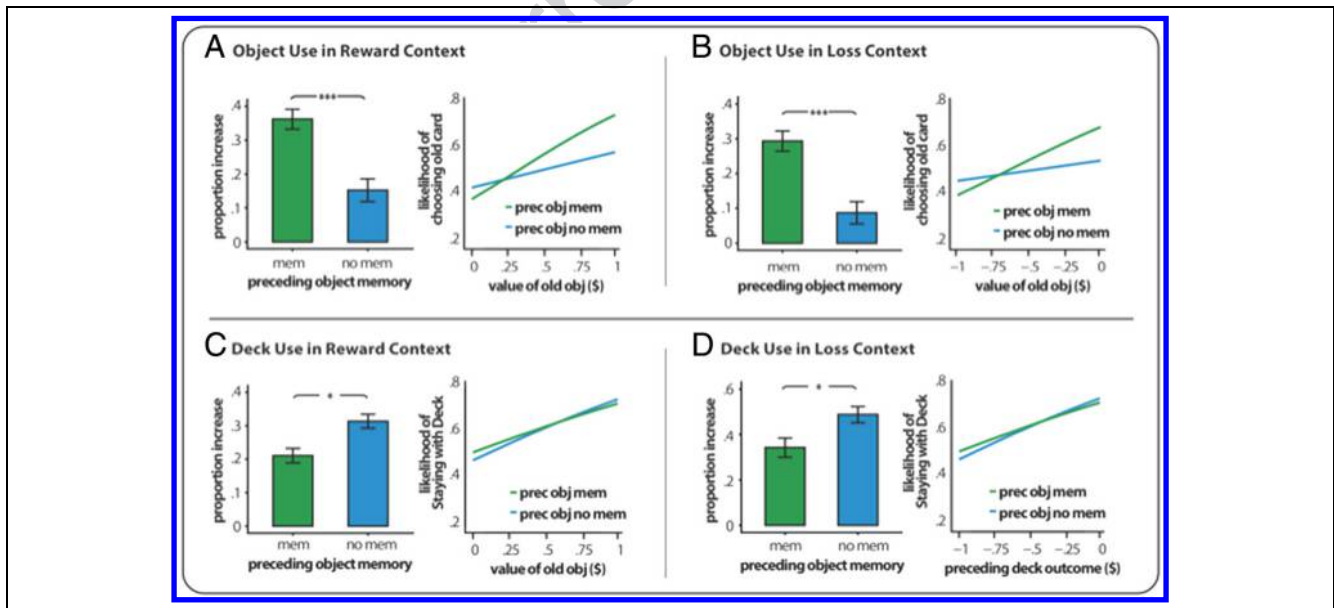 A Object Use in Reward Context
proportion increase
.4
.3
.2
.1
0
***
mem
no mem
preceding object memory
likelihood of
choosing old card
.8
.6
.4
.2
prec obj mem
prec obj no mem
0 .25 .5 .75 1
value of old obj ($)
B Object Use in Loss Context
proportion increase
.4
.3
.2
.1
0
***
mem
no mem
preceding object memory
likelihood of
choosing old card
.8
.6
.4
.2
prec obj mem
prec obj no mem
−1 −.75 −.5 −.25 0
value of old obj ($)
C Deck Use in Reward Context
proportion increase
.4
.3
.2
.1
0
*
mem
no mem
preceding object memory
likelihood of
Staying with Deck
.8
.6
.4
.2
prec obj mem
prec obj no mem
0 .25 .5 .75 1
value of old obj ($)
D Deck Use in Loss Context
proportion increase
.6
.4
.2
0
*
mem
no mem
preceding object memory
likelihood of
Staying with Deck
.8
.6
.4
.2
prec obj mem
prec obj no mem
−1 −.75 −.5 −.25 0
preceding deck outcome ($)